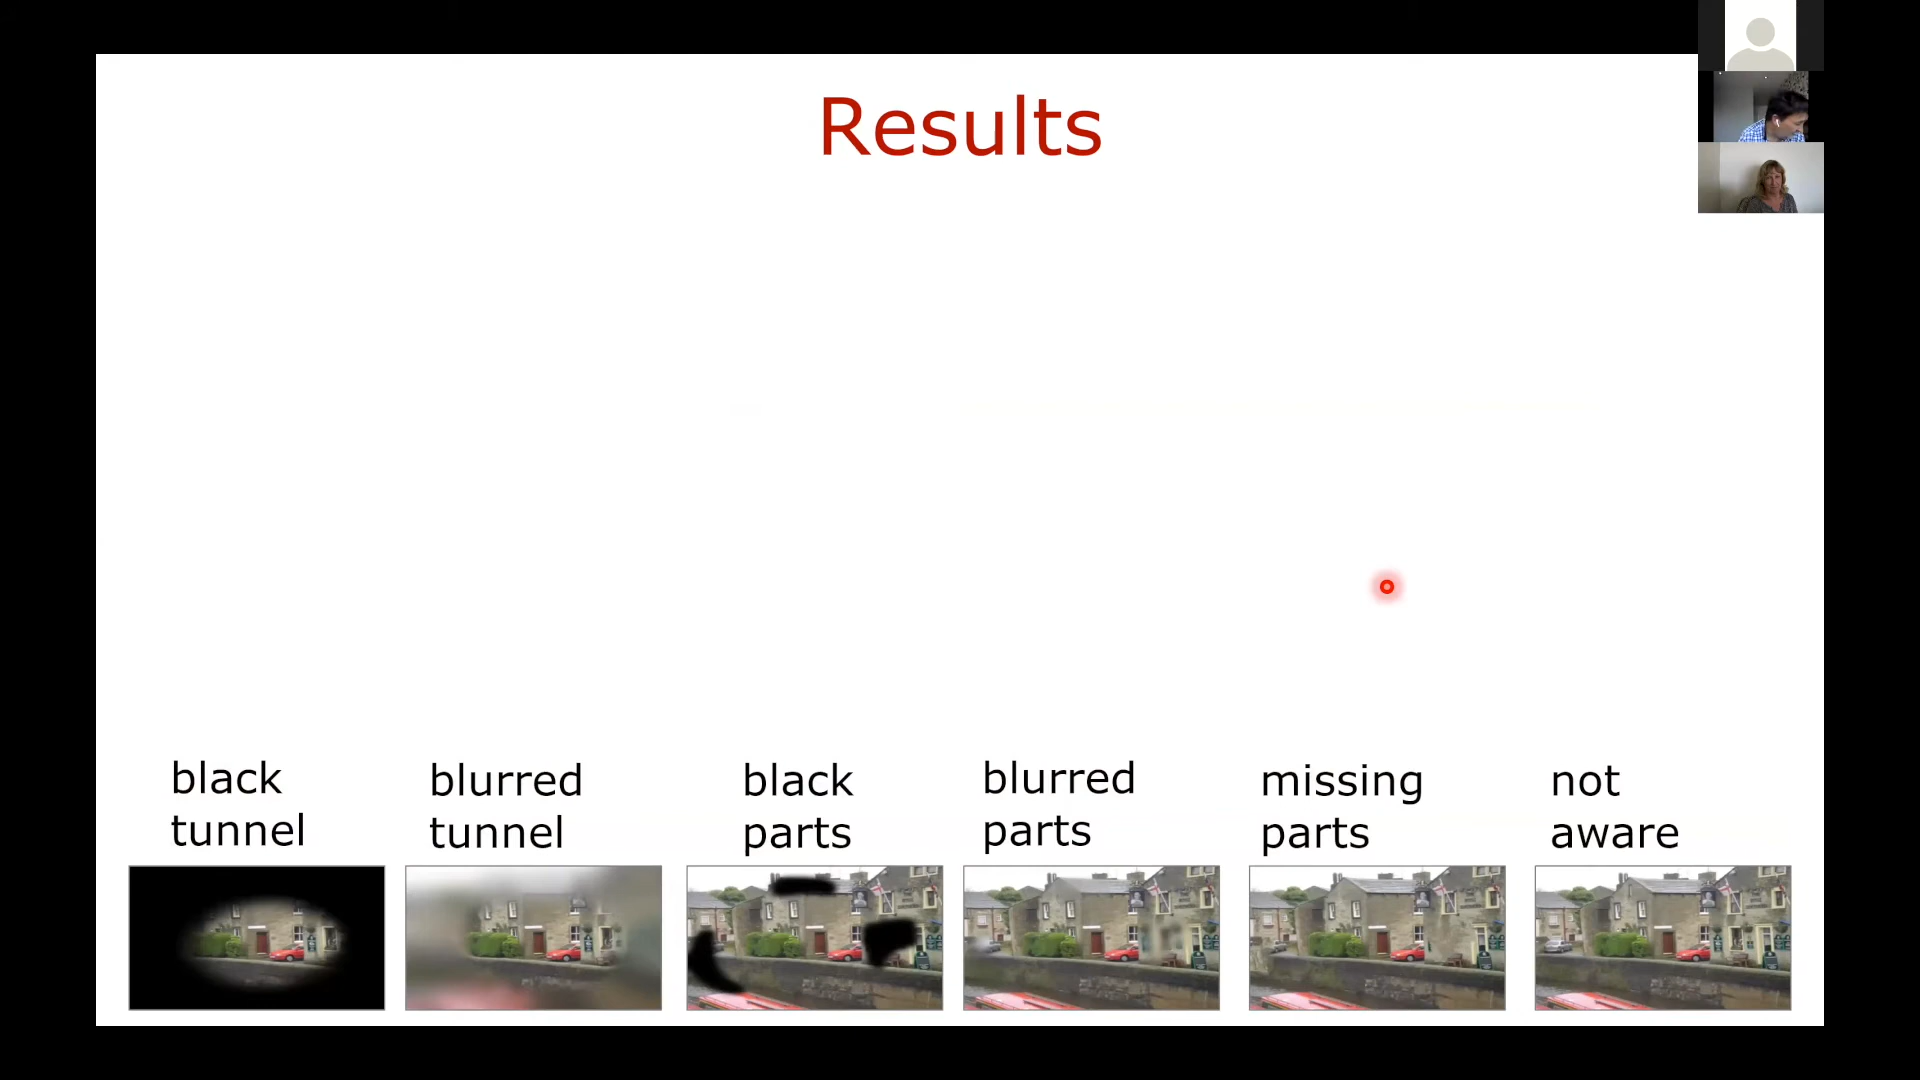 Results
black
tunnel
blurred
tunnel
black
parts
blurred
parts
missing
parts
not
aware